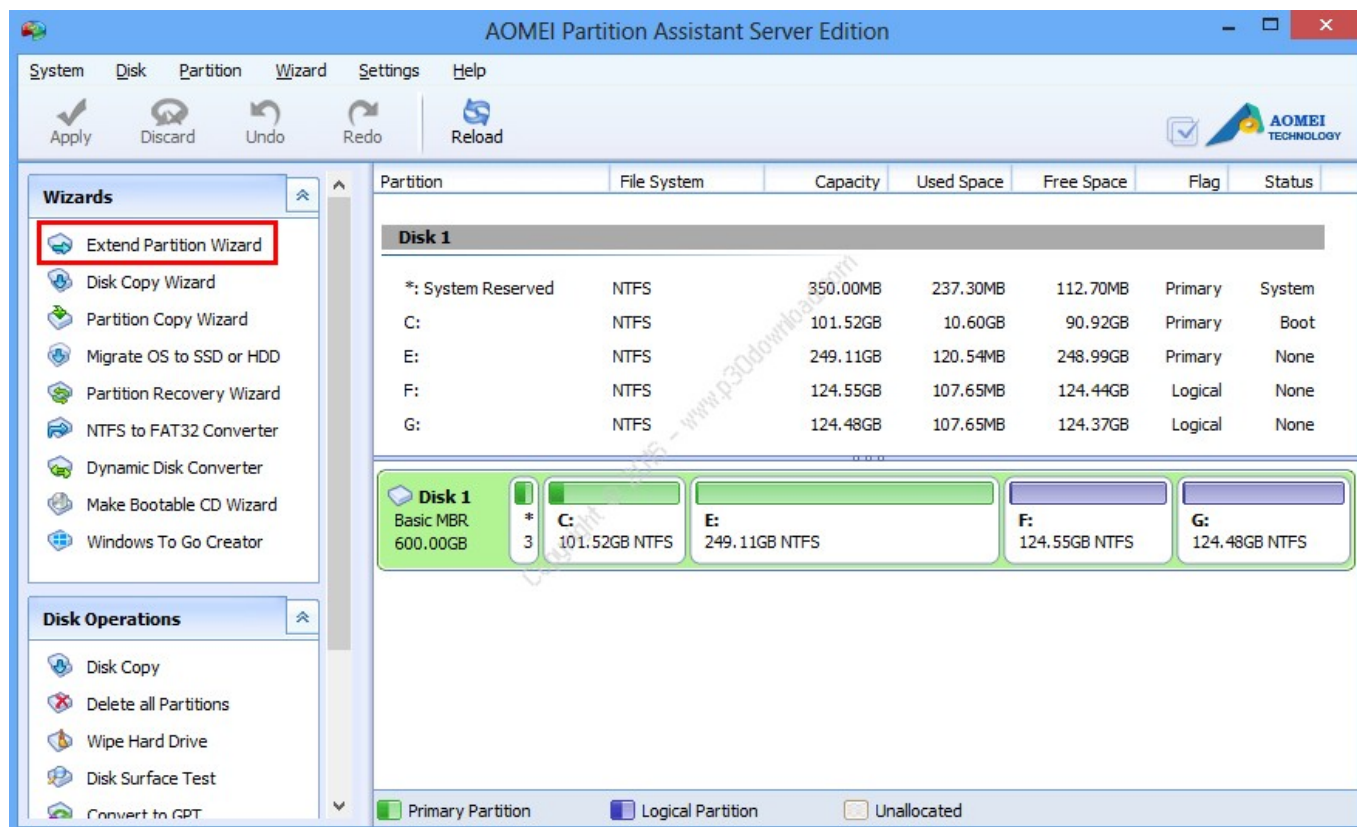 AOMEI Partition Assistant Server Edition
System Disk Partition Wizard Settings Help
Apply Discard Undo Redo Reload
AOMEI
TECHNOLOGY
Wizards
Extend Partition Wizard
Disk Copy Wizard
Partition Copy Wizard
Migrate OS to SSD or HDD
Partition Recovery Wizard
NTFS to FAT32 Converter
Dynamic Disk Converter
Make Bootable CD Wizard
Windows To Go Creator
Disk Operations
Disk Copy
Delete all Partitions
Wipe Hard Drive
Disk Surface Test
Convert to GPT
Partition File System Capacity Used Space Free Space Flag Status
Disk 1
*: System Reserved NTFS 350.00MB 237.30MB 112.70MB Primary System
C: NTFS 101.52GB 10.60GB 90.92GB Primary Boot
E: NTFS 249.11GB 120.54MB 248.99GB Primary None
F: NTFS 124.55GB 107.65MB 124.44GB Logical None
G: NTFS 124.48GB 107.65MB 124.37GB Logical None
Disk 1
Basic MBR
600.00GB
*
3
C:
101.52GB NTFS
E:
249.11GB NTFS
F:
124.55GB NTFS
G:
124.48GB NTFS
Primary Partition Logical Partition Unallocated
Copyright © 2016 - www.p30download.com